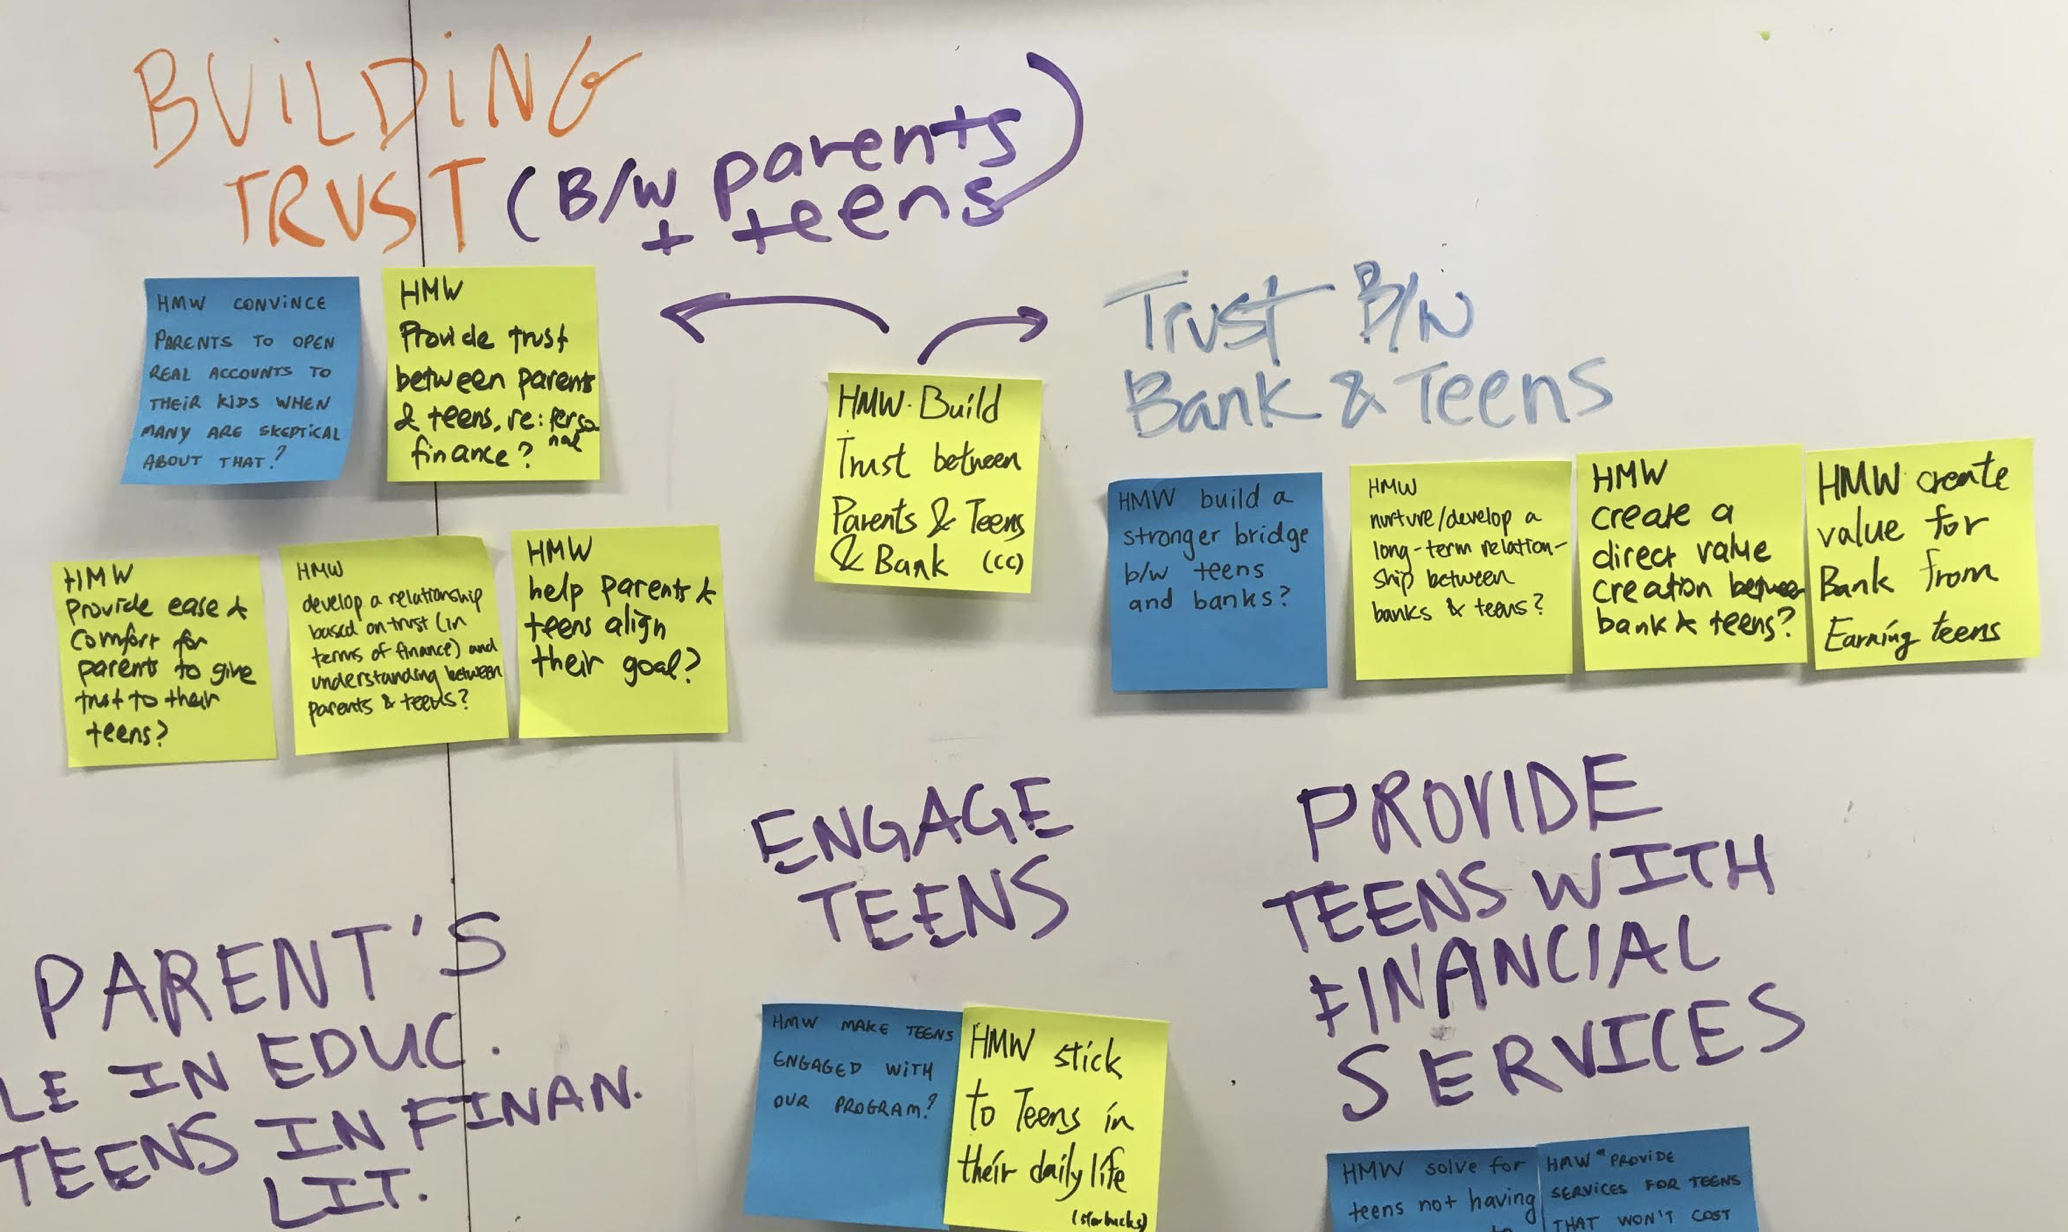 BUILDING
TRUST (B/W parents
+ teens)
HMW CONVINCE
PARENTS TO OPEN
REAL ACCOUNTS TO
THEIR KIDS WHEN
MANY ARE SKEPTICAL
ABOUT THAT?
HMW
Provide trust
between parents
& teens, re: perso
nal
finance?
HMW
Provide ease &
comfort for
parents to give
trust to their
teens?
HMW
develop a relationship
based on trust (in
terms of finance) and
understanding between
parents & teens?
HMW
help parents &
teens align
their goal?
HMW Build
Trust between
Parents & Teens
& Bank (CC)
Trust B/W
Bank & Teens
HMW build a
stronger bridge
b/w teens
and banks?
HMW
nurture/develop a
long-term relation-
ship between
banks & teens?
HMW
create a
direct value
creation between
bank & teens?
HMW create
value for
Bank from
Earning teens
PARENT'S
LE IN EDUC.
TEENS IN FINAN.
LIT.
ENGAGE
TEENS
HMW MAKE TEENS
ENGAGED WITH
OUR PROGRAM?
HMW stick
to Teens in
their daily life
(starbucks)
PROVIDE
TEENS WITH
FINANCIAL
SERVICES
HMW solve for
teens not having
HMW PROVIDE
SERVICES FOR TEENS
THAT WON'T COST